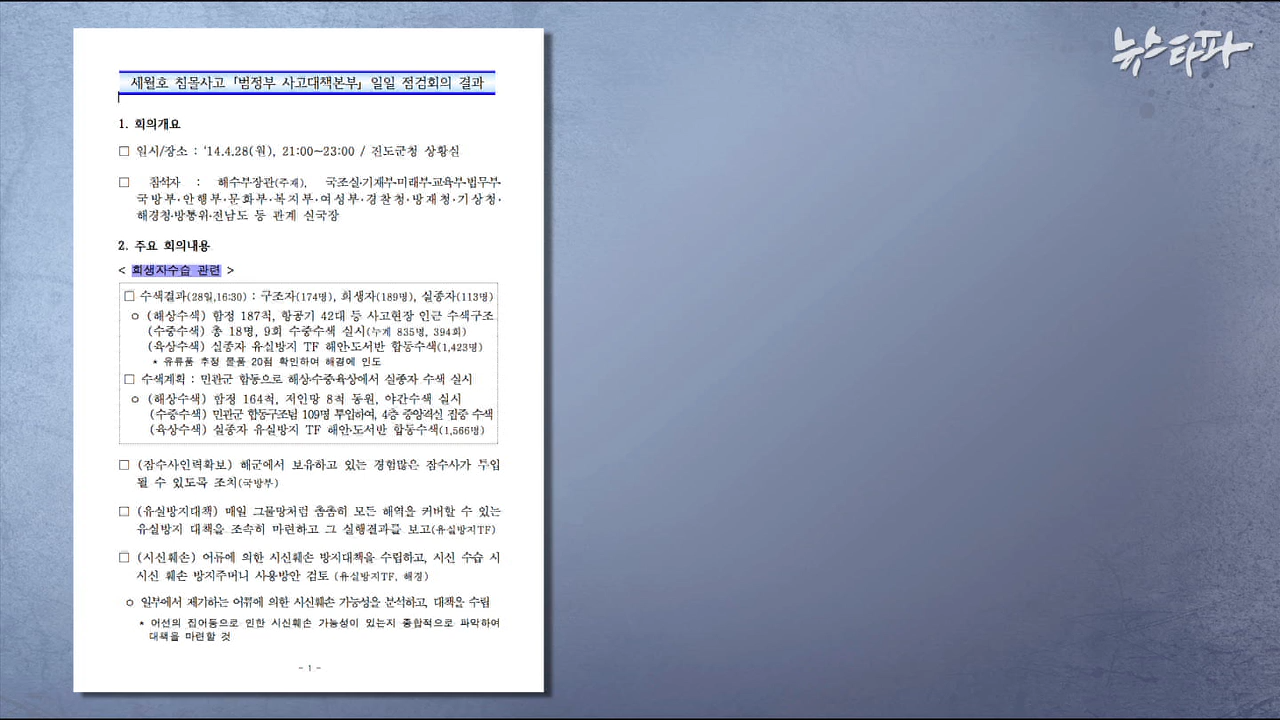 뉴스타파
세월호 침몰사고 「범정부 사고대책본부」 일일 점검회의 결과
1. 회의개요
□ 일시/장소 : '14.4.28(월), 21:00~23:00 / 진도군청 상황실
□ 참석자 : 해수부장관(주재), 국조실·기재부·미래부·교육부·법무부·
국방부·안행부·문화부·복지부·여성부·경찰청·방재청·기상청·
해경청·방통위·전남도 등 관계 실국장
2. 주요 회의내용
< 희생자수습 관련 >
□ 수색결과(28일,16:30) : 구조자(174명), 희생자(189명), 실종자(113명)
○ (해상수색) 함정 187척, 항공기 42대 등 사고현장 인근 수색구조
(수중수색) 총 18명, 9회 수중수색 실시(누계 835명, 394회)
(육상수색) 실종자 유실방지 TF 해안·도서반 합동수색(1,423명)
* 유류품 추정 물품 20점 확인하여 해경에 인도
□ 수색계획 : 민관군 합동으로 해상·수중·육상에서 실종자 수색 실시
○ (해상수색) 함정 164척, 저인망 8척 동원, 야간수색 실시
(수중수색) 민관군 합동구조팀 109명 투입하여, 4층 중앙격실 집중 수색
(육상수색) 실종자 유실방지 TF 해안·도서반 합동수색(1,566명)
□ (잠수사인력확보) 해군에서 보유하고 있는 경험많은 잠수사가 투입
될 수 있도록 조치(국방부)
□ (유실방지대책) 매일 그물망처럼 촘촘히 모든 해역을 커버할 수 있는
유실방지 대책을 조속히 마련하고 그 실행결과를 보고(유실방지TF)
□ (시신훼손) 어류에 의한 시신훼손 방지대책을 수립하고, 시신 수습 시
시신 훼손 방지주머니 사용방안 검토 (유실방지TF, 해경)
○ 일부에서 제기하는 어류에 의한 시신훼손 가능성을 분석하고, 대책을 수립
* 어선의 집어등으로 인한 시신훼손 가능성이 있는지 종합적으로 파악하여
대책을 마련할 것
- 1 -